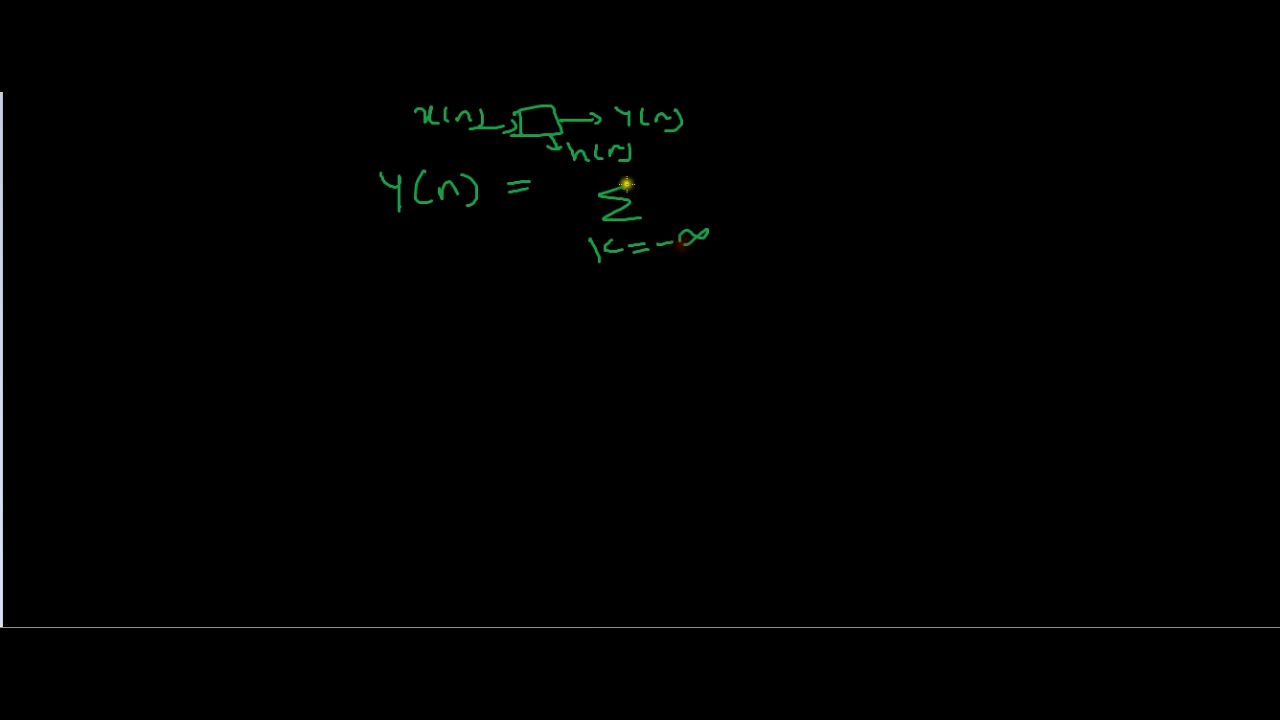 x(n) → y(n)
h(n)
y(n) = Σ
k=-∞